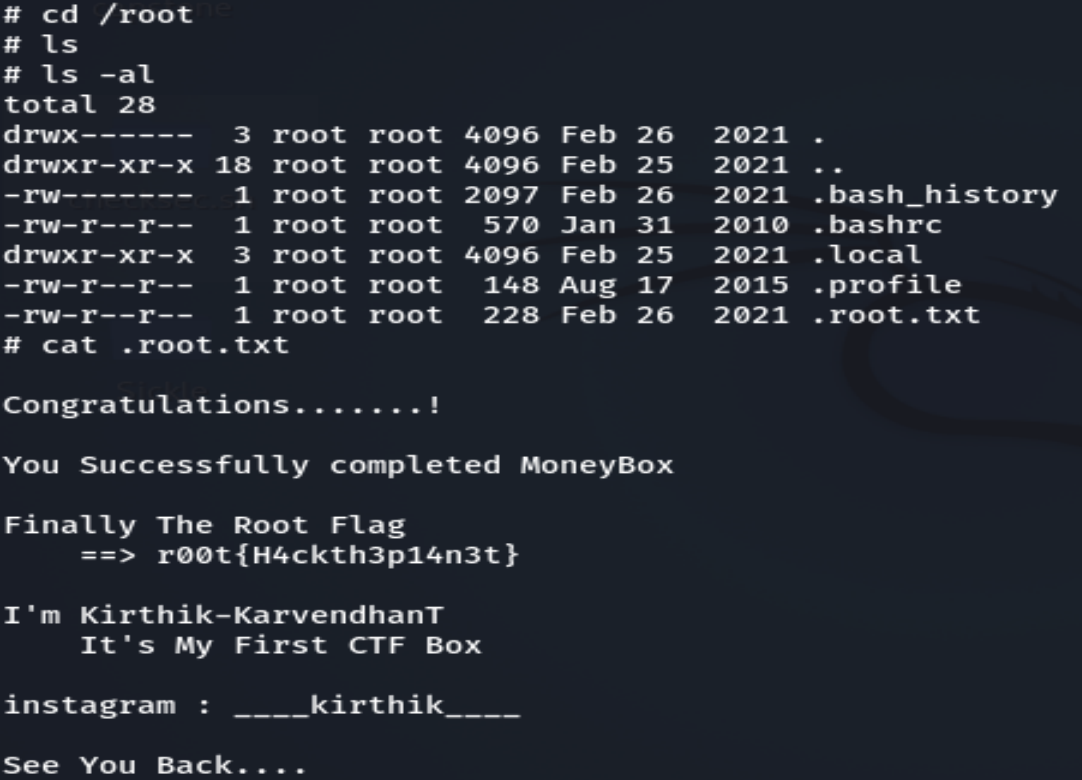 # cd /root
# ls
# ls -al
total 28
drwx------  3 root root 4096 Feb 26  2021 .
drwxr-xr-x 18 root root 4096 Feb 25  2021 ..
-rw-------  1 root root 2097 Feb 26  2021 .bash_history
-rw-r--r--  1 root root  570 Jan 31  2010 .bashrc
drwxr-xr-x  3 root root 4096 Feb 25  2021 .local
-rw-r--r--  1 root root  148 Aug 17  2015 .profile
-rw-r--r--  1 root root  228 Feb 26  2021 .root.txt
# cat .root.txt
Congratulations.......!
You Successfully completed MoneyBox
Finally The Root Flag
    ==> r00t{H4ckth3p14n3t}
I'm Kirthik-KarvendhanT
    It's My First CTF Box
instagram : ____kirthik____
See You Back....